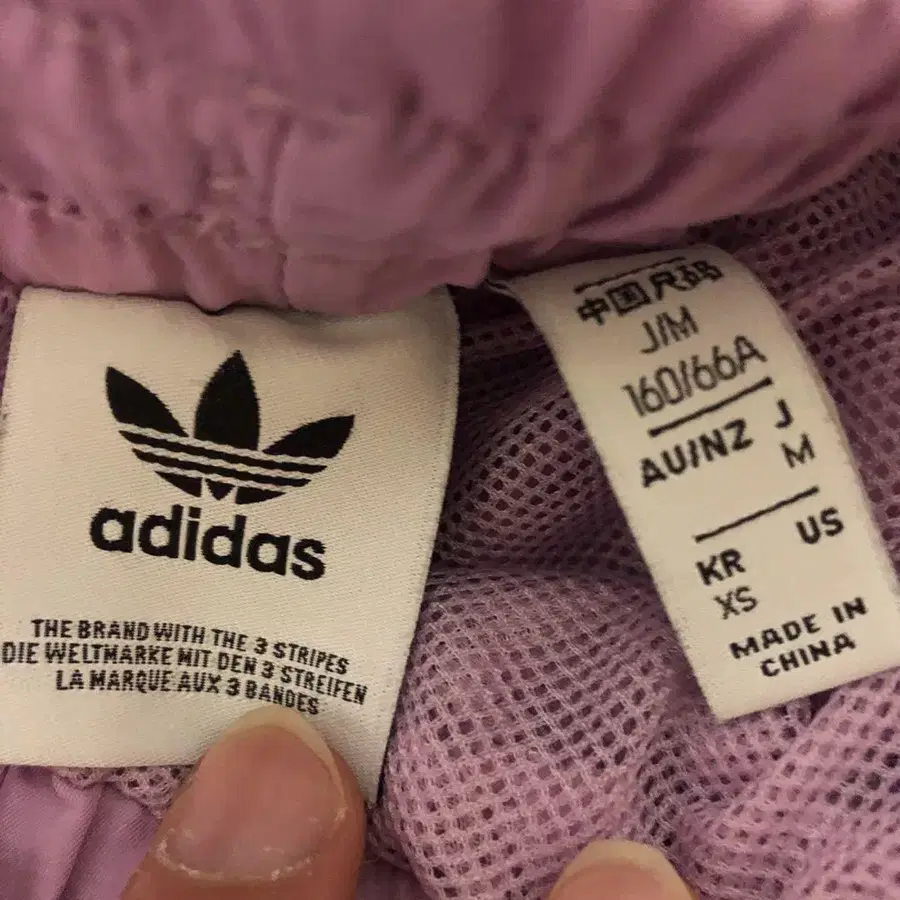 adidas
THE BRAND WITH THE 3 STRIPES
DIE WELTMARKE MIT DEN 3 STREIFEN
LA MARQUE AUX 3 BANDES
中国尺码
J/M
160/66A
AU/NZ J
M
KR US
XS
MADE IN
CHINA